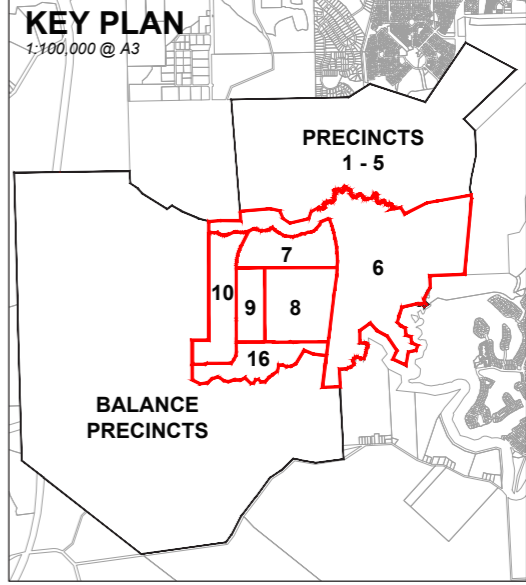 KEY PLAN
1:100,000 @ A3
PRECINCTS
1 - 5
7
6
10
9
8
16
BALANCE
PRECINCTS